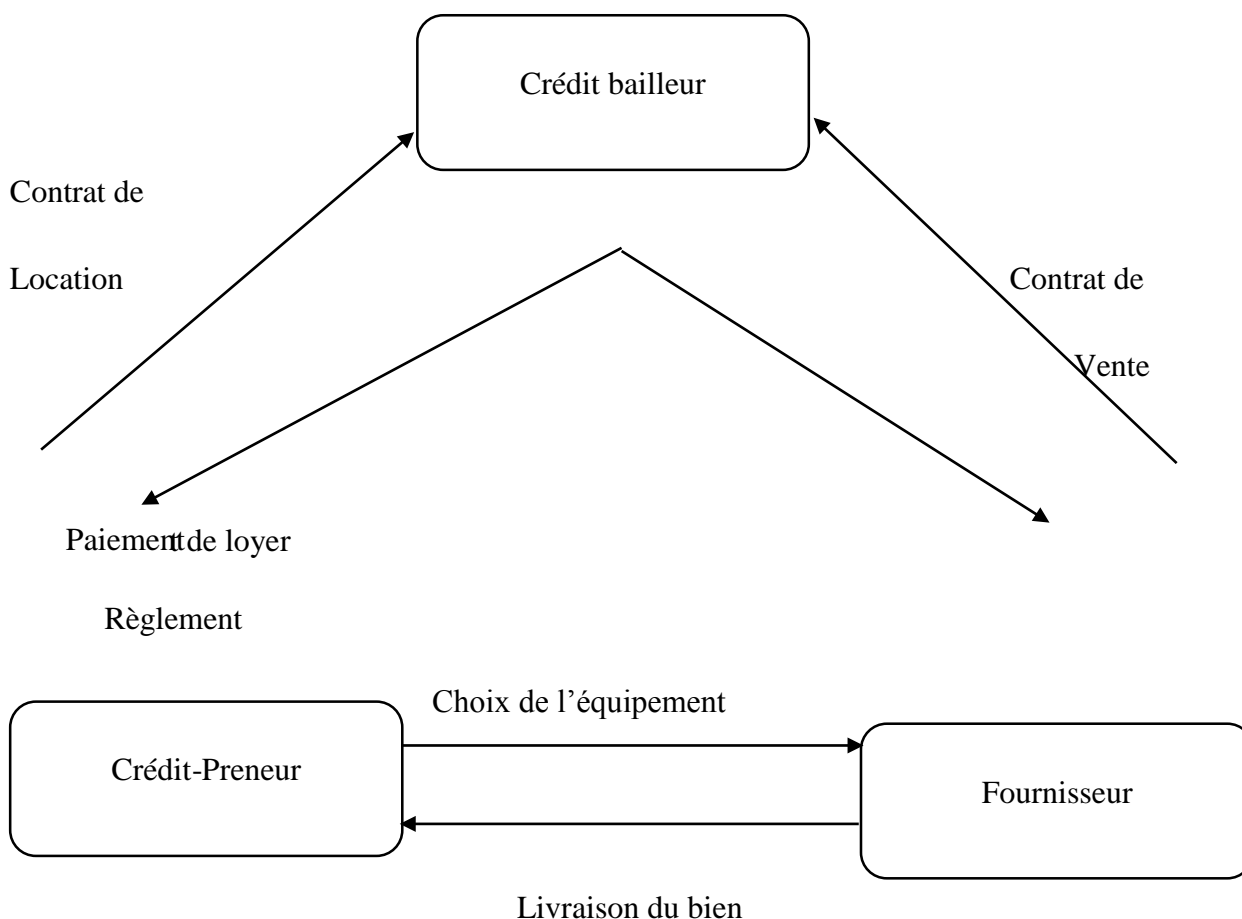 Crédit bailleur
Contrat de
Location
Contrat de
Vente
Paiement de loyer
Règlement
Choix de l’équipement
Crédit-Preneur
Fournisseur
Livraison du bien